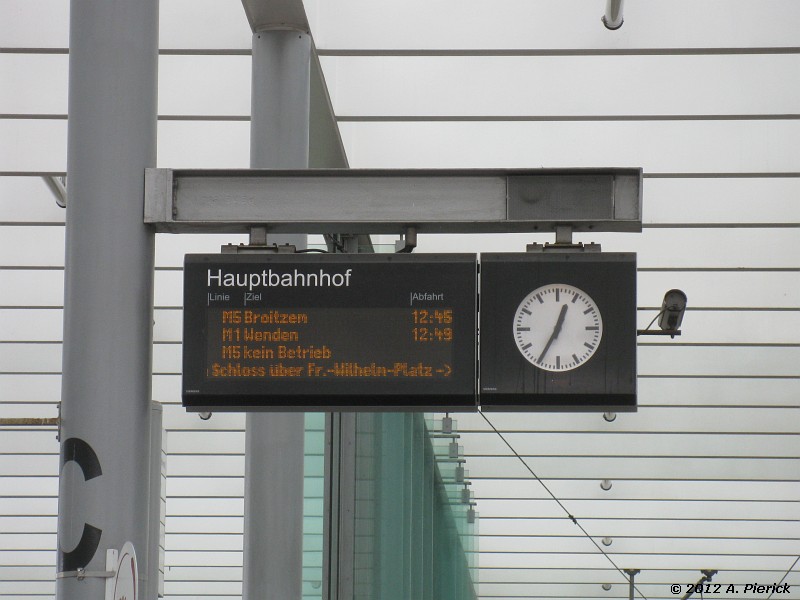 Hauptbahnhof
Linie Ziel Abfahrt
M5 Broitzem 12:45
M1 Wenden 12:49
M5 kein Betrieb
Schloss über Fr.-Wilhelm-Platz ->
C
© 2012 A. Pierick